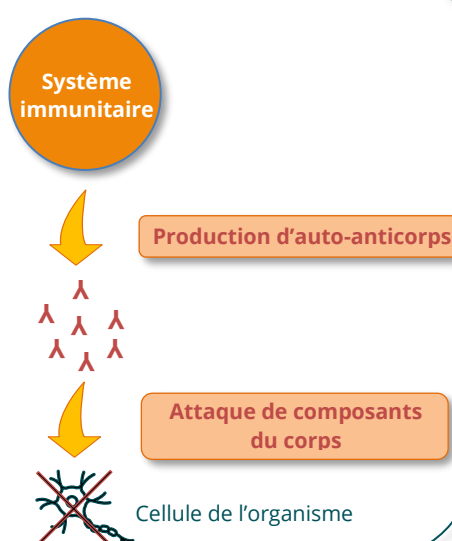 Système
immunitaire
Production d’auto-anticorps
Attaque de composants
du corps
Cellule de l’organisme